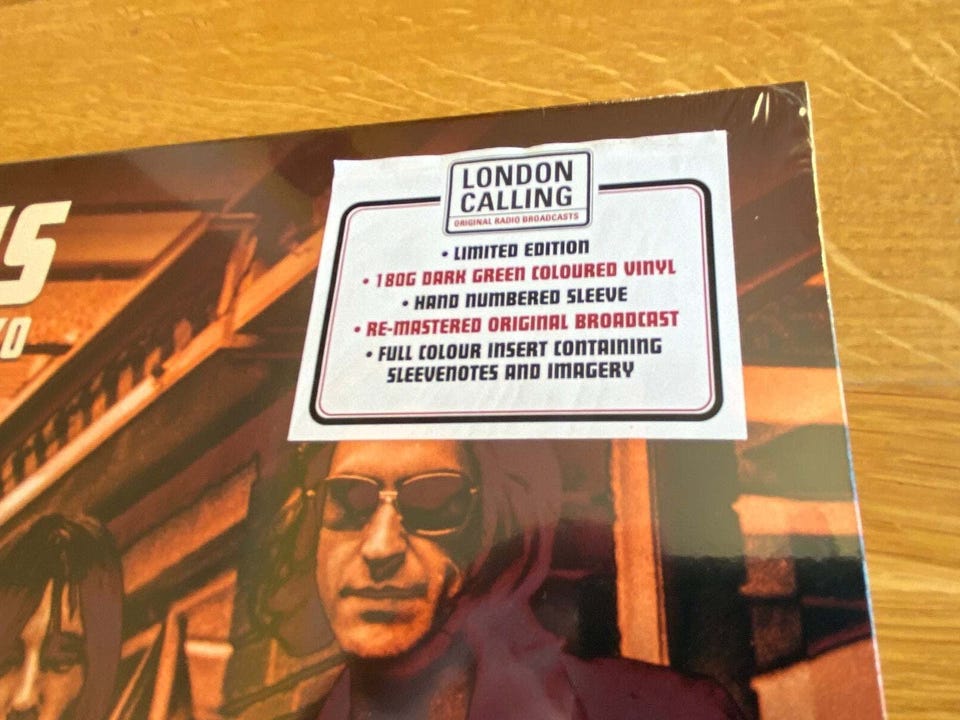 LONDON
CALLING
ORIGINAL RADIO BROADCASTS
• LIMITED EDITION
• 180G DARK GREEN COLOURED VINYL
• HAND NUMBERED SLEEVE
• RE-MASTERED ORIGINAL BROADCAST
• FULL COLOUR INSERT CONTAINING
SLEEVENOTES AND IMAGERY